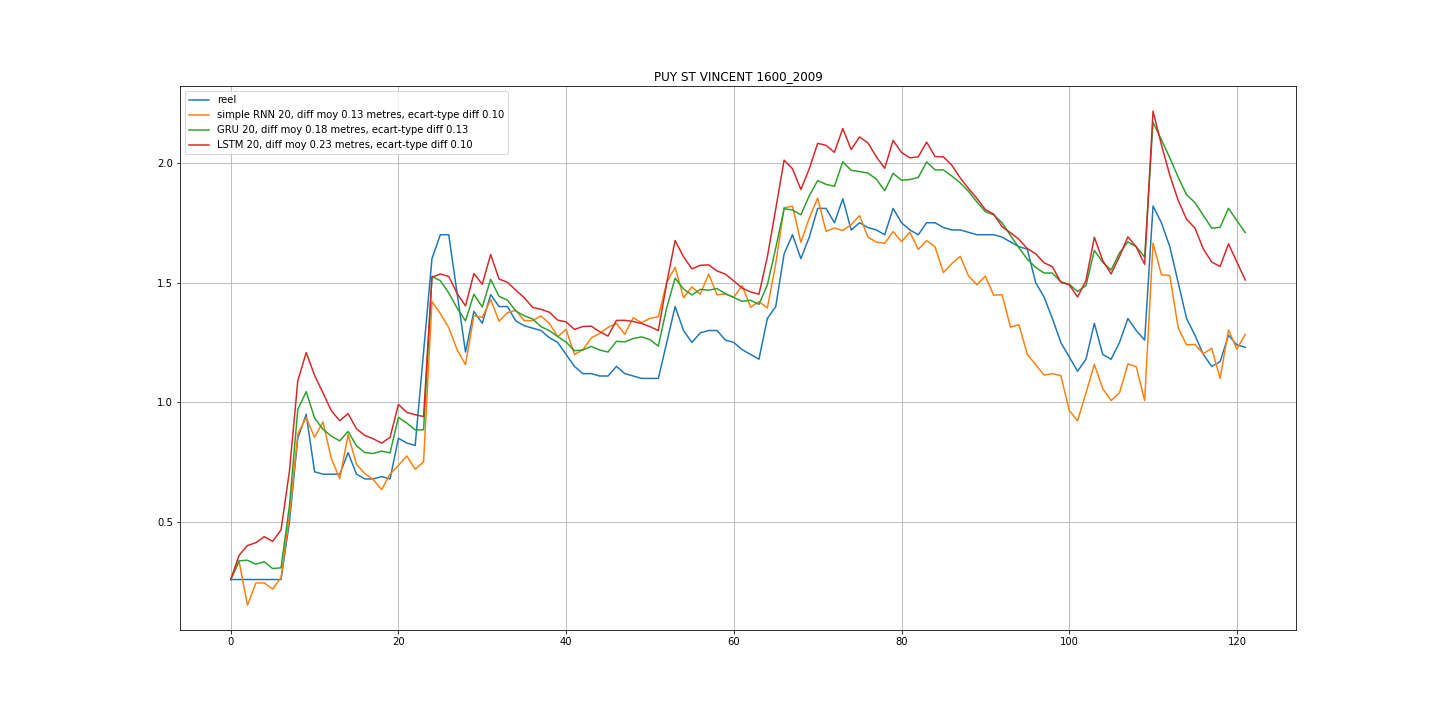 PUY ST VINCENT 1600_2009
reel
simple RNN 20, diff moy 0.13 metres, ecart-type diff 0.10
GRU 20, diff moy 0.18 metres, ecart-type diff 0.13
LSTM 20, diff moy 0.23 metres, ecart-type diff 0.10
2.0
1.5
1.0
0.5
0 20 40 60 80 100 120